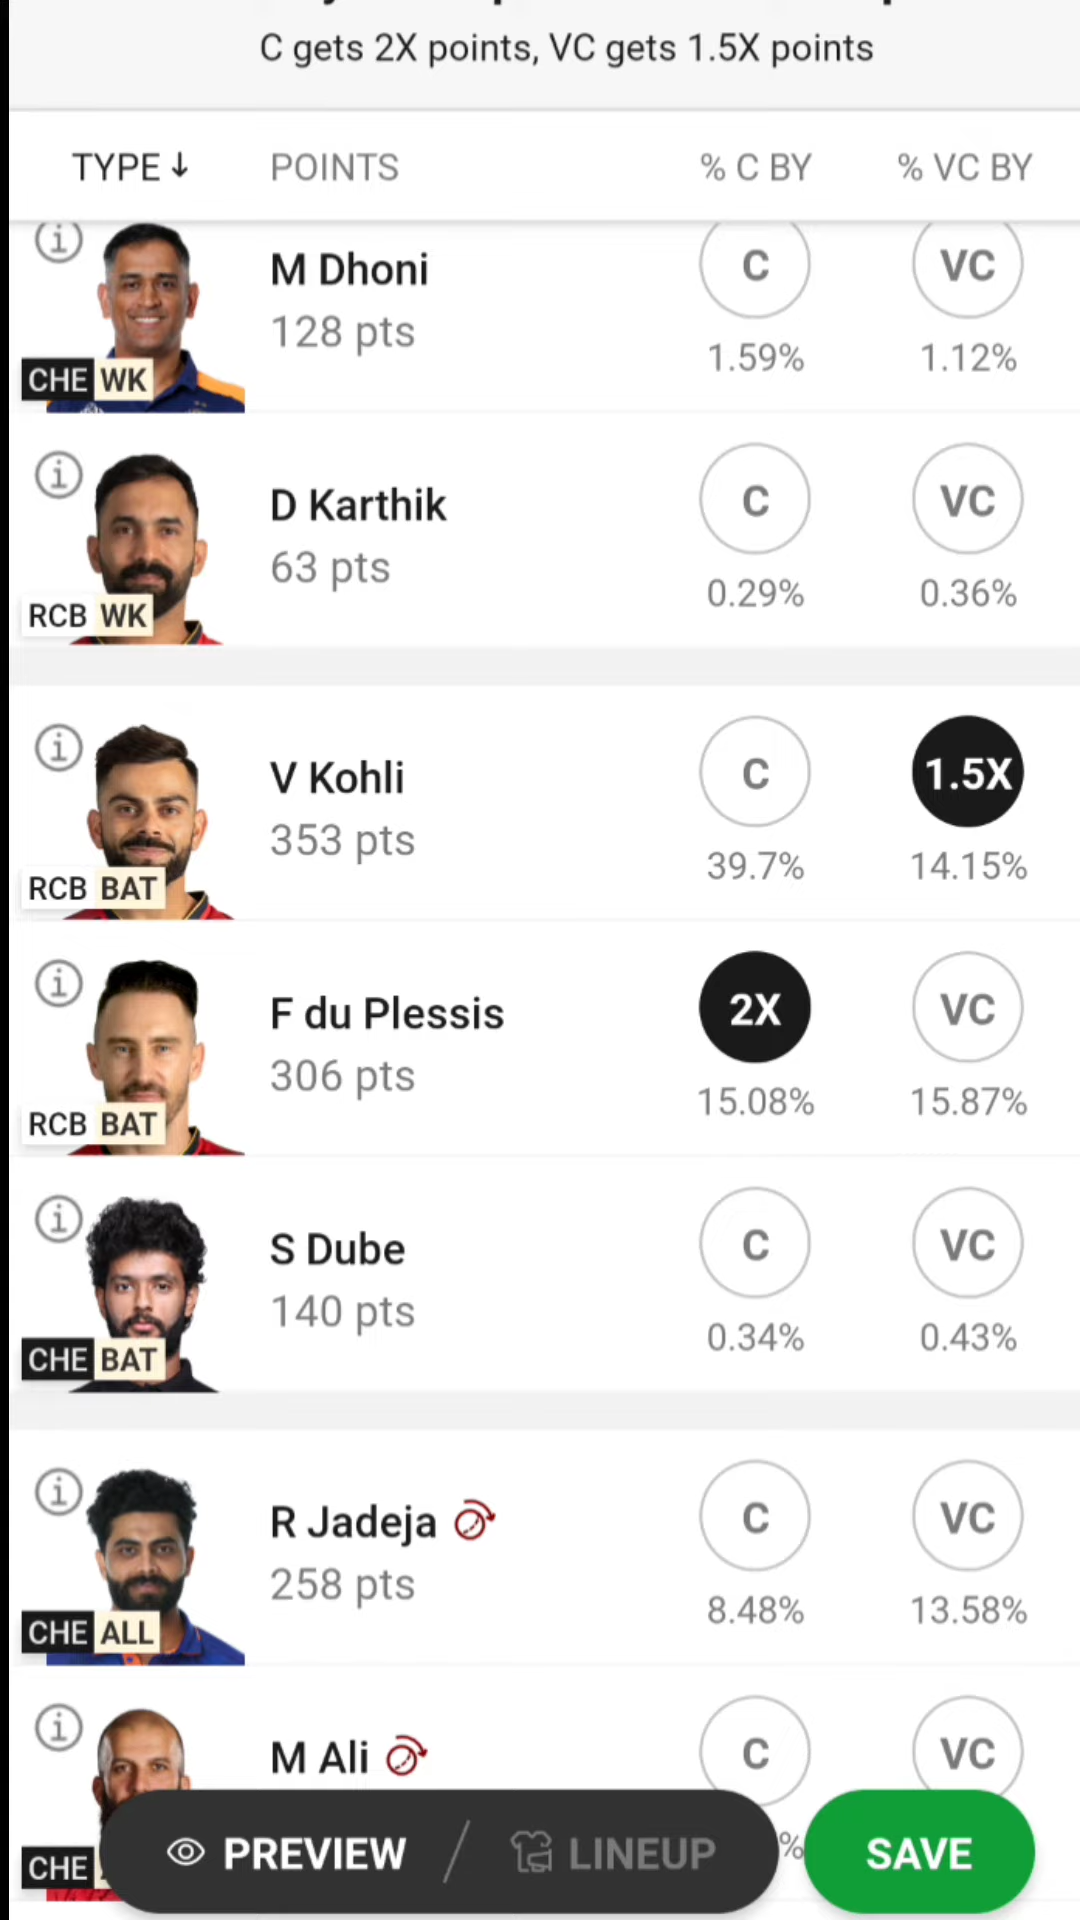 C gets 2X points, VC gets 1.5X points
TYPE↓ POINTS % C BY % VC BY
M Dhoni C VC
128 pts 1.59% 1.12%
CHE WK
D Karthik C VC
63 pts 0.29% 0.36%
RCB WK
V Kohli C 1.5X
353 pts 39.7% 14.15%
RCB BAT
F du Plessis 2X VC
306 pts 15.08% 15.87%
RCB BAT
S Dube C VC
140 pts 0.34% 0.43%
CHE BAT
R Jadeja C VC
258 pts 8.48% 13.58%
CHE ALL
M Ali C VC
%
CHE
PREVIEW / LINEUP SAVE